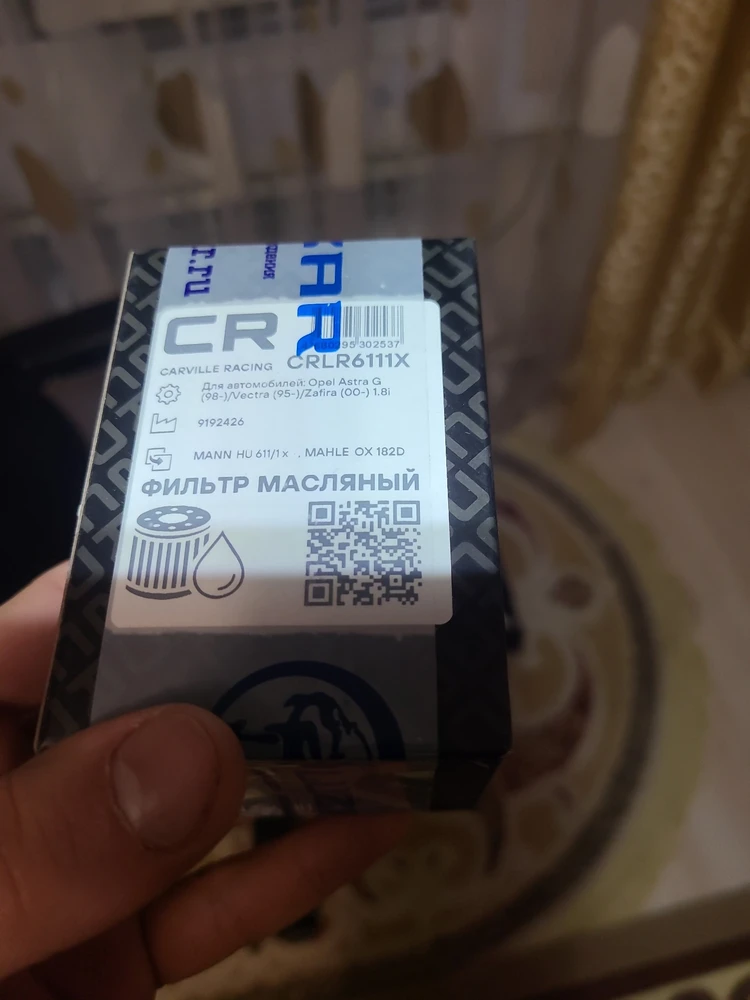 CR
CARVILLE RACING
CRLR6111X
Для автомобилей: Opel Astra G
(98-)/Vectra (95-)/Zafira (00-) 1.8i
9192426
MANN HU 611/1x , MAHLE OX 182D
ФИЛЬТР МАСЛЯНЫЙ